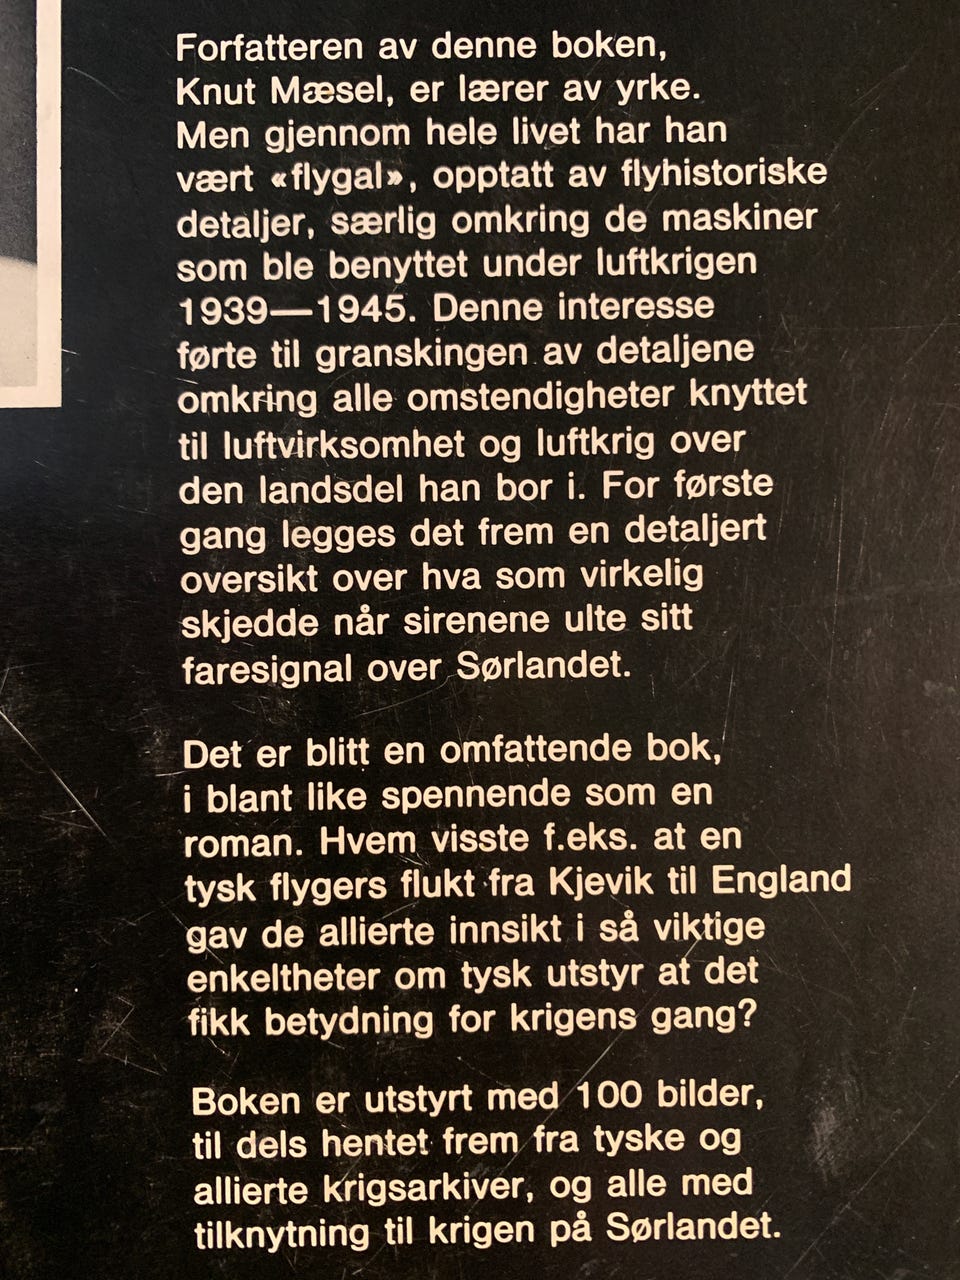 Forfatteren av denne boken,
Knut Mæsel, er lærer av yrke.
Men gjennom hele livet har han
vært «flygal», opptatt av flyhistoriske
detaljer, særlig omkring de maskiner
som ble benyttet under luftkrigen
1939—1945. Denne interesse
førte til granskingen av detaljene
omkring alle omstendigheter knyttet
til luftvirksomhet og luftkrig over
den landsdel han bor i. For første
gang legges det frem en detaljert
oversikt over hva som virkelig
skjedde når sirenene ulte sitt
faresignal over Sørlandet.
Det er blitt en omfattende bok,
i blant like spennende som en
roman. Hvem visste f.eks. at en
tysk flygers flukt fra Kjevik til England
gav de allierte innsikt i så viktige
enkeltheter om tysk utstyr at det
fikk betydning for krigens gang?
Boken er utstyrt med 100 bilder,
til dels hentet frem fra tyske og
allierte krigsarkiver, og alle med
tilknytning til krigen på Sørlandet.